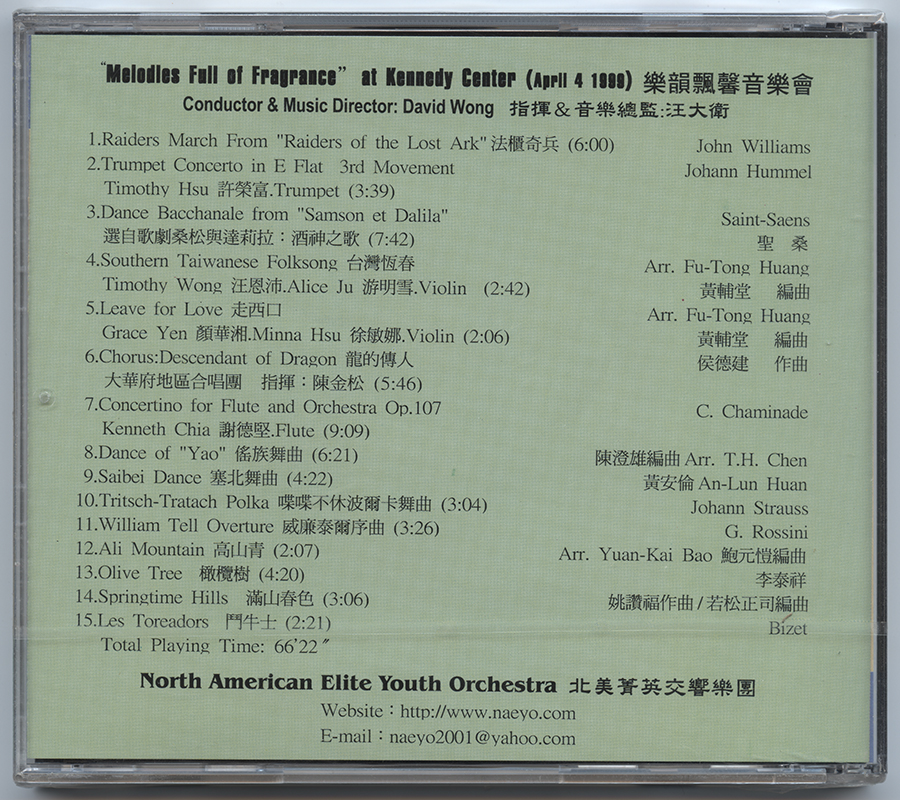 "Melodies Full of Fragrance" at Kennedy Center (April 4 1999) 樂韻飄馨音樂會
Conductor & Music Director: David Wong 指揮&音樂總監:汪大衛
1.Raiders March From "Raiders of the Lost Ark" 法櫃奇兵 (6:00) John Williams
2.Trumpet Concerto in E Flat 3rd Movement Johann Hummel
Timothy Hsu 許榮富.Trumpet (3:39)
3.Dance Bacchanale from "Samson et Dalila" Saint-Saens
選自歌劇桑松與達莉拉：酒神之歌 (7:42) 聖 桑
4.Southern Taiwanese Folksong 台灣恆春 Arr. Fu-Tong Huang
Timothy Wong 汪恩沛.Alice Ju 游明雪.Violin (2:42) 黃輔堂 編曲
5.Leave for Love 走西口 Arr. Fu-Tong Huang
Grace Yen 顏華湘.Minna Hsu 徐敏娜.Violin (2:06) 黃輔堂 編曲
6.Chorus:Descendant of Dragon 龍的傳人 侯德建 作曲
大華府地區合唱團 指揮：陳金松 (5:46)
7.Concertino for Flute and Orchestra Op.107 C. Chaminade
Kenneth Chia 謝德堅.Flute (9:09)
8.Dance of "Yao" 傜族舞曲 (6:21) 陳澄雄編曲 Arr. T.H. Chen
9.Saibei Dance 塞北舞曲 (4:22) 黃安倫 An-Lun Huan
10.Tritsch-Tratach Polka 喋喋不休波爾卡舞曲 (3:04) Johann Strauss
11.William Tell Overture 威廉泰爾序曲 (3:26) G. Rossini
12.Ali Mountain 高山青 (2:07) Arr. Yuan-Kai Bao 鮑元愷編曲
13.Olive Tree 橄欖樹 (4:20) 李泰祥
14.Springtime Hills 滿山春色 (3:06) 姚讚福作曲/若松正司編曲
15.Les Toreadors 鬥牛士 (2:21) Bizet
Total Playing Time: 66'22"
North American Elite Youth Orchestra 北美菁英交響樂團
Website：http://www.naeyo.com
E-mail：naeyo2001@yahoo.com